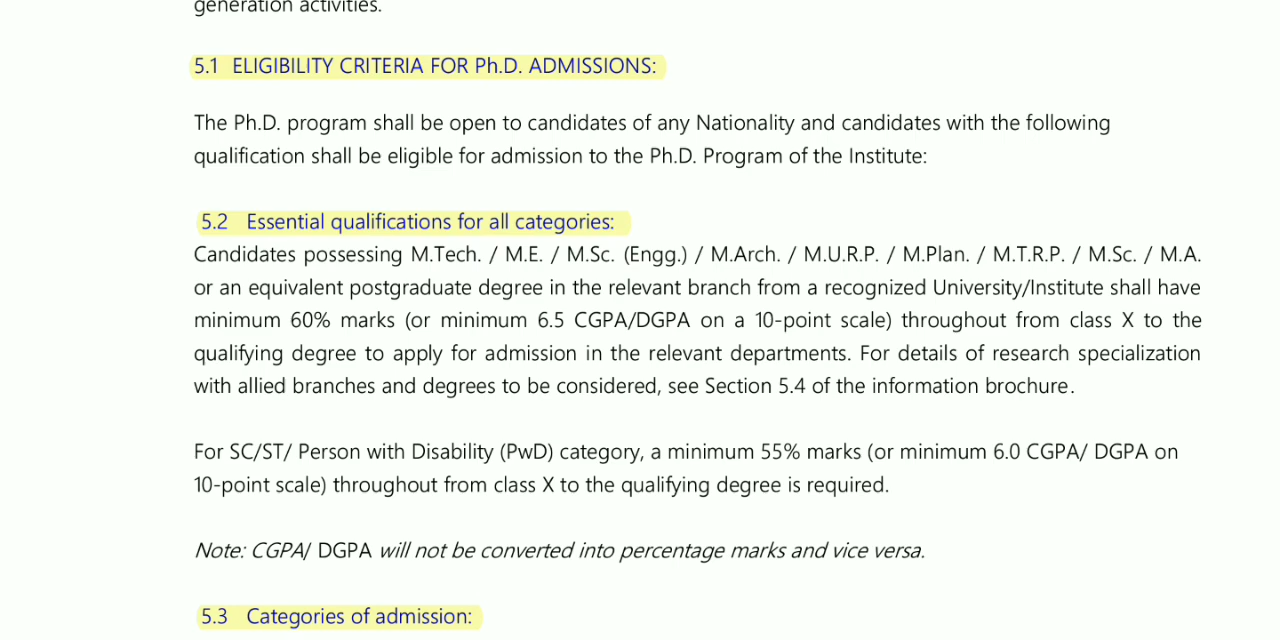 generation activities.
5.1 ELIGIBILITY CRITERIA FOR Ph.D. ADMISSIONS:
The Ph.D. program shall be open to candidates of any Nationality and candidates with the following
qualification shall be eligible for admission to the Ph.D. Program of the Institute:
5.2 Essential qualifications for all categories:
Candidates possessing M.Tech. / M.E. / M.Sc. (Engg.) / M.Arch. / M.U.R.P. / M.Plan. / M.T.R.P. / M.Sc. / M.A.
or an equivalent postgraduate degree in the relevant branch from a recognized University/Institute shall have
minimum 60% marks (or minimum 6.5 CGPA/DGPA on a 10-point scale) throughout from class X to the
qualifying degree to apply for admission in the relevant departments. For details of research specialization
with allied branches and degrees to be considered, see Section 5.4 of the information brochure.
For SC/ST/ Person with Disability (PwD) category, a minimum 55% marks (or minimum 6.0 CGPA/ DGPA on
10-point scale) throughout from class X to the qualifying degree is required.
Note: CGPA/ DGPA will not be converted into percentage marks and vice versa.
5.3 Categories of admission: